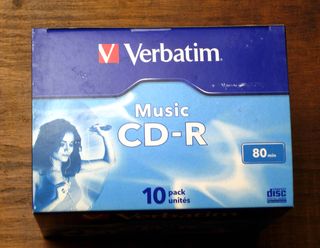 Verbatim
Music
CD-R
80 min
10 pack
unités
disc